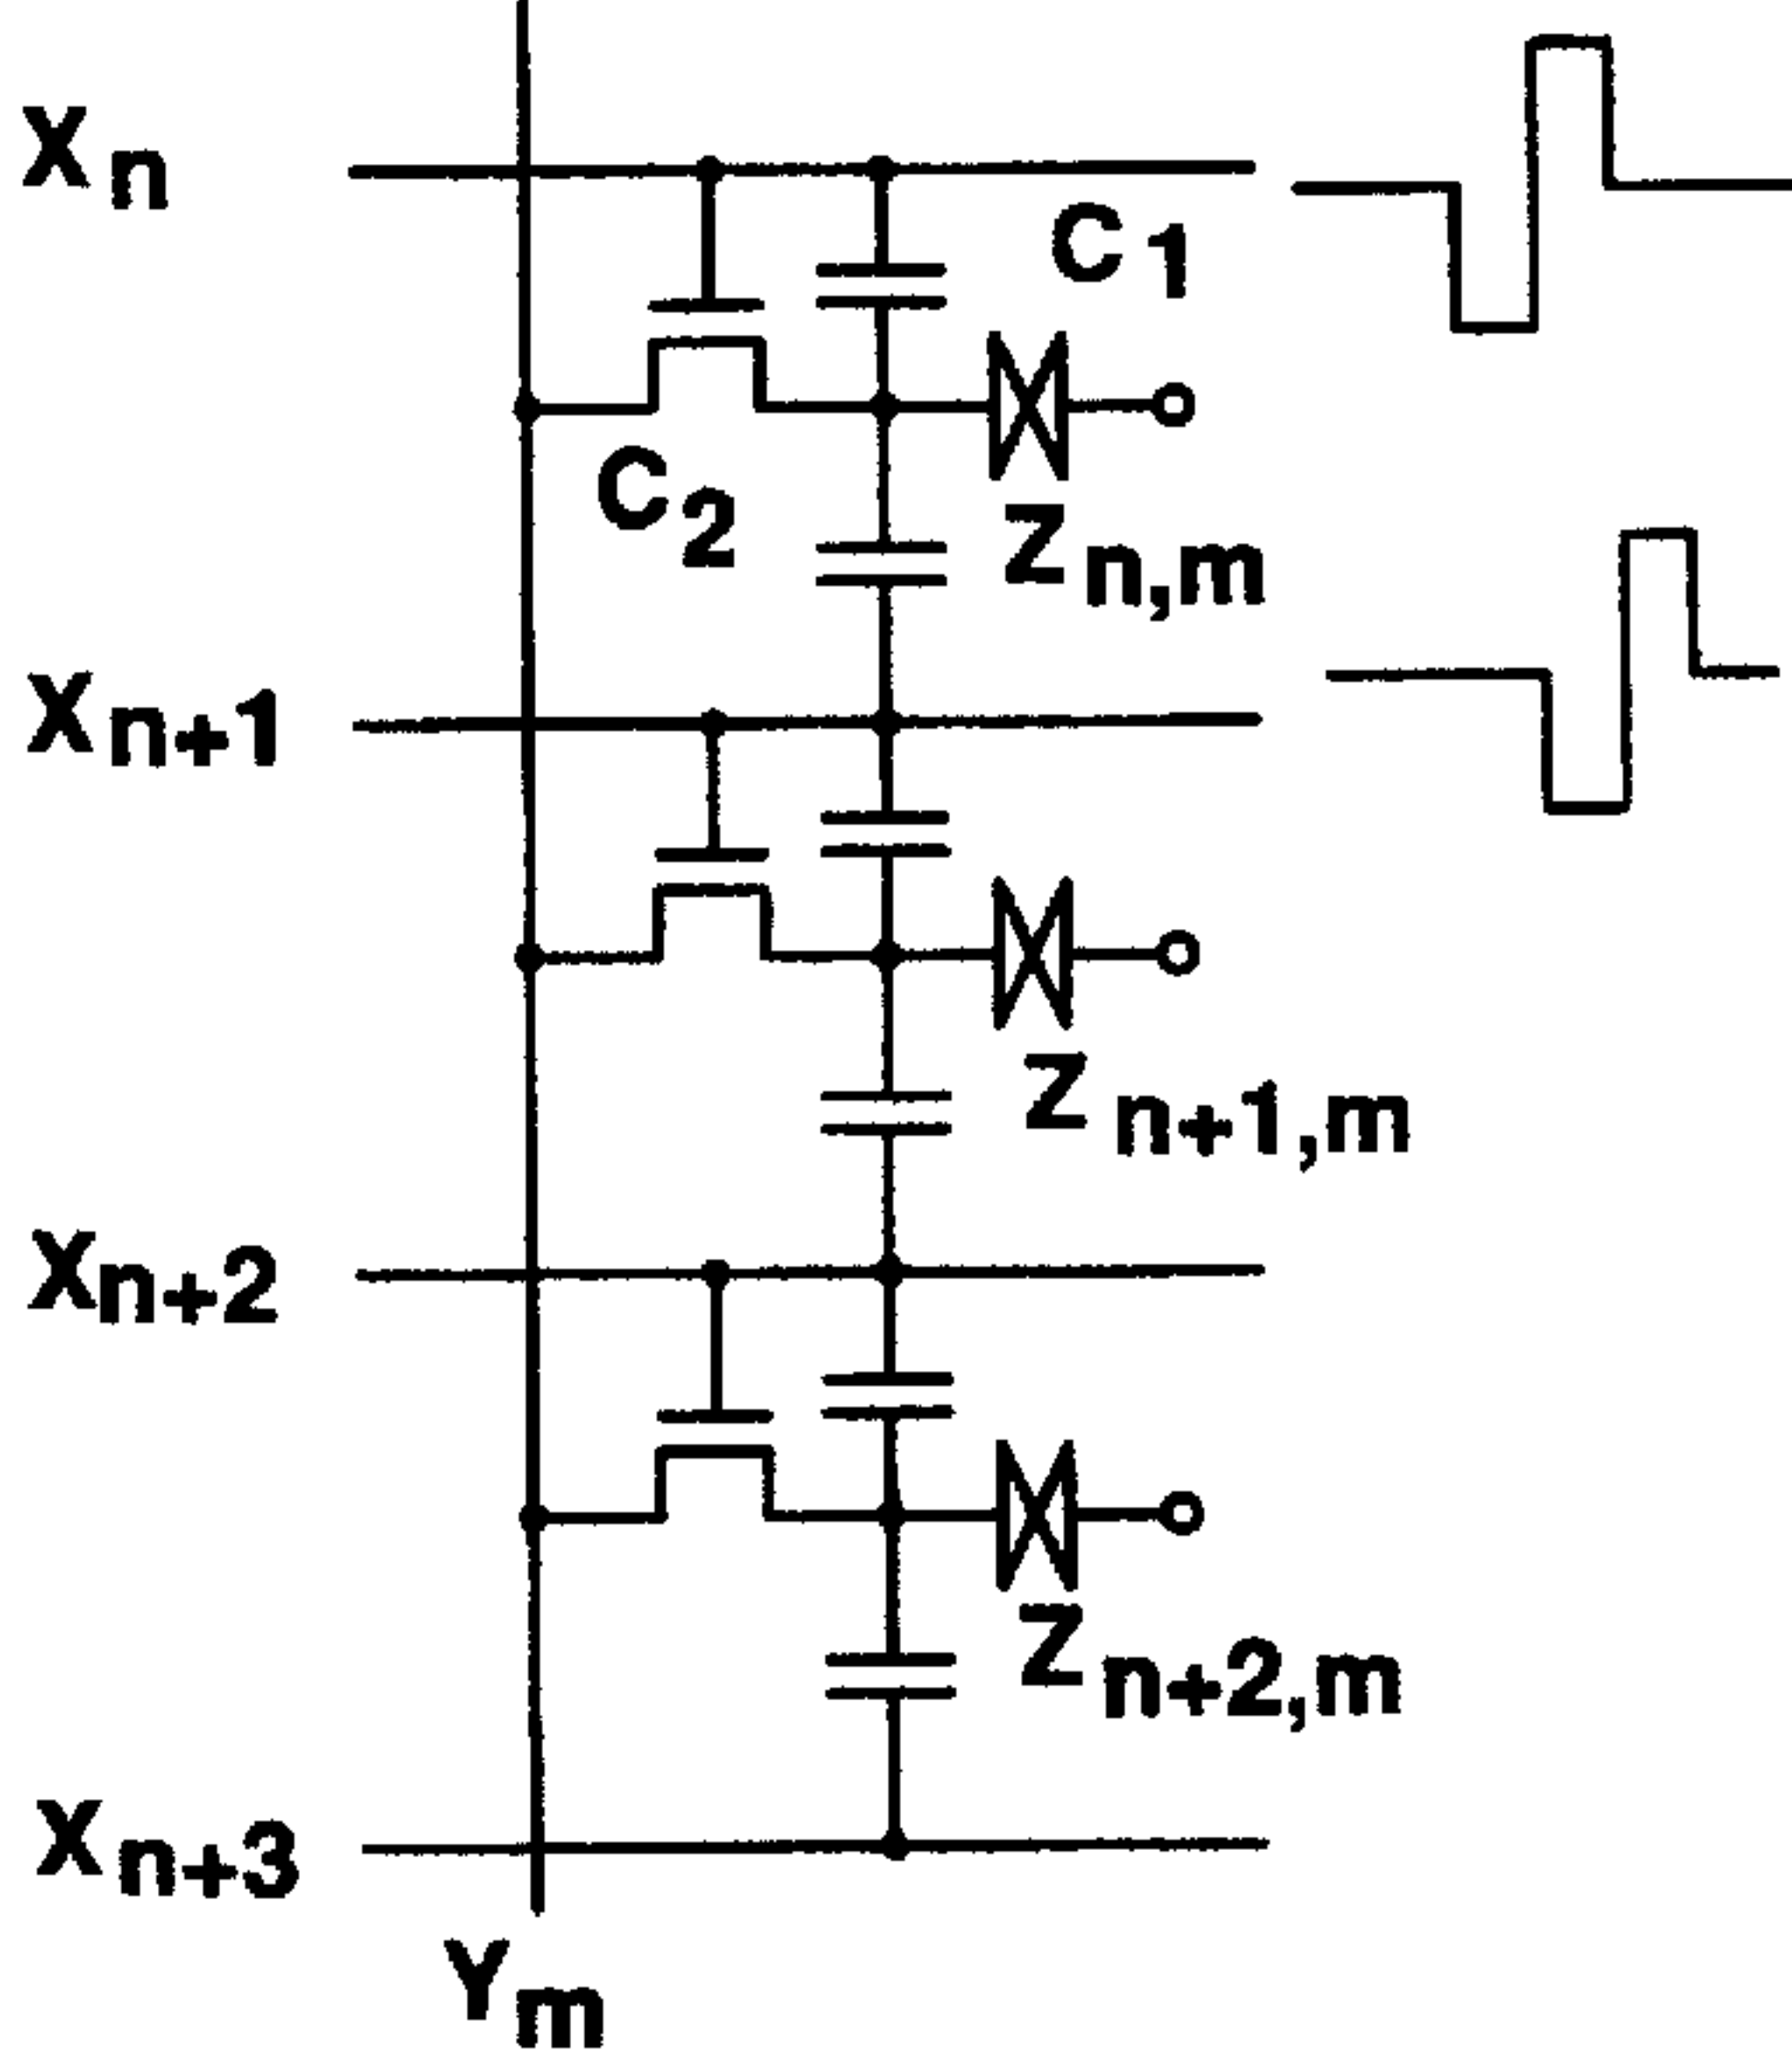 Xn
C1
C2
Zn,m
Xn+1
Zn+1,m
Xn+2
Zn+2,m
Xn+3
Ym